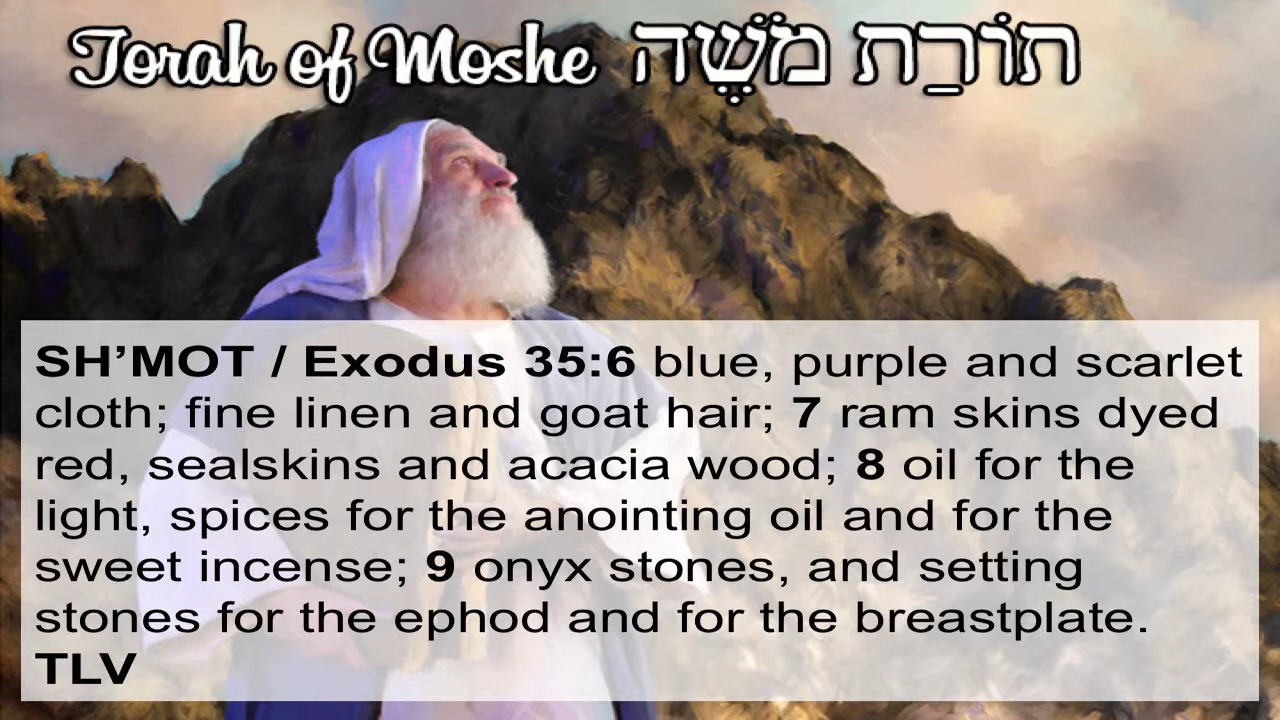 Torah of Moshe תּוֹרַת מֹשֶׁה
SH’MOT / Exodus 35:6 blue, purple and scarlet
cloth; fine linen and goat hair; 7 ram skins dyed
red, sealskins and acacia wood; 8 oil for the
light, spices for the anointing oil and for the
sweet incense; 9 onyx stones, and setting
stones for the ephod and for the breastplate.
TLV